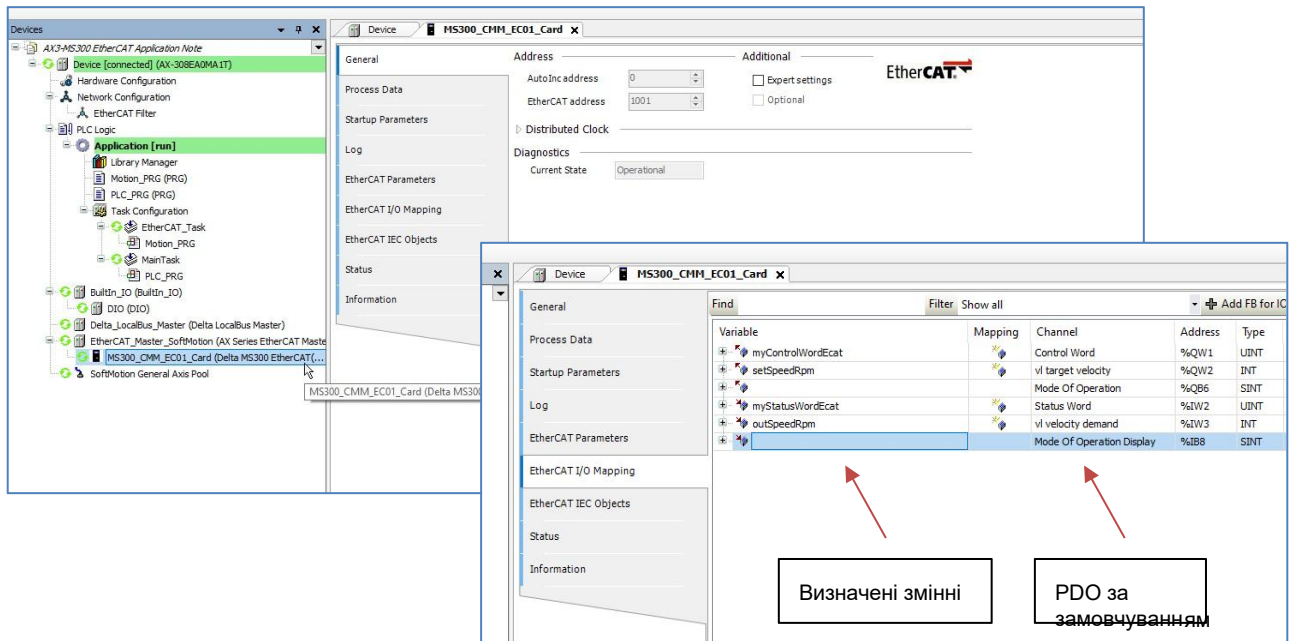 Devices
AX3-MS300 EtherCAT Application Note
Device [connected] (AX-308EA0MA1T)
Hardware Configuration
Network Configuration
EtherCAT Filter
PLC Logic
Application [run]
Library Manager
Motion_PRG (PRG)
PLC_PRG (PRG)
Task Configuration
EtherCAT_Task
Motion_PRG
MainTask
PLC_PRG
BuiltIn_IO (BuiltIn_IO)
DIO (DIO)
Delta_LocalBus_Master (Delta LocalBus Master)
EtherCAT_Master_SoftMotion (AX Series EtherCAT Maste
MS300_CMM_EC01_Card (Delta MS300 EtherCAT(...
SoftMotion General Axis Pool
MS300_CMM_EC01_Card (Delta MS300
Device MS300_CMM_EC01_Card
General
Process Data
Startup Parameters
Log
EtherCAT Parameters
EtherCAT I/O Mapping
EtherCAT IEC Objects
Status
Information
Address Additional
AutoInc address 0 Expert settings
EtherCAT address 1001 Optional
EtherCAT.
Distributed Clock
Diagnostics
Current State Operational
Device MS300_CMM_EC01_Card
General
Process Data
Startup Parameters
Log
EtherCAT Parameters
EtherCAT I/O Mapping
EtherCAT IEC Objects
Status
Information
Find Filter Show all Add FB for IO
Variable Mapping Channel Address Type
myControlWordEcat Control Word %QW1 UINT
setSpeedRpm vl target velocity %QW2 INT
Mode Of Operation %QB6 SINT
myStatusWordEcat Status Word %IW2 UINT
outSpeedRpm vl velocity demand %IW3 INT
Mode Of Operation Display %IB8 SINT
Визначені змінні
PDO за
замовчуванням